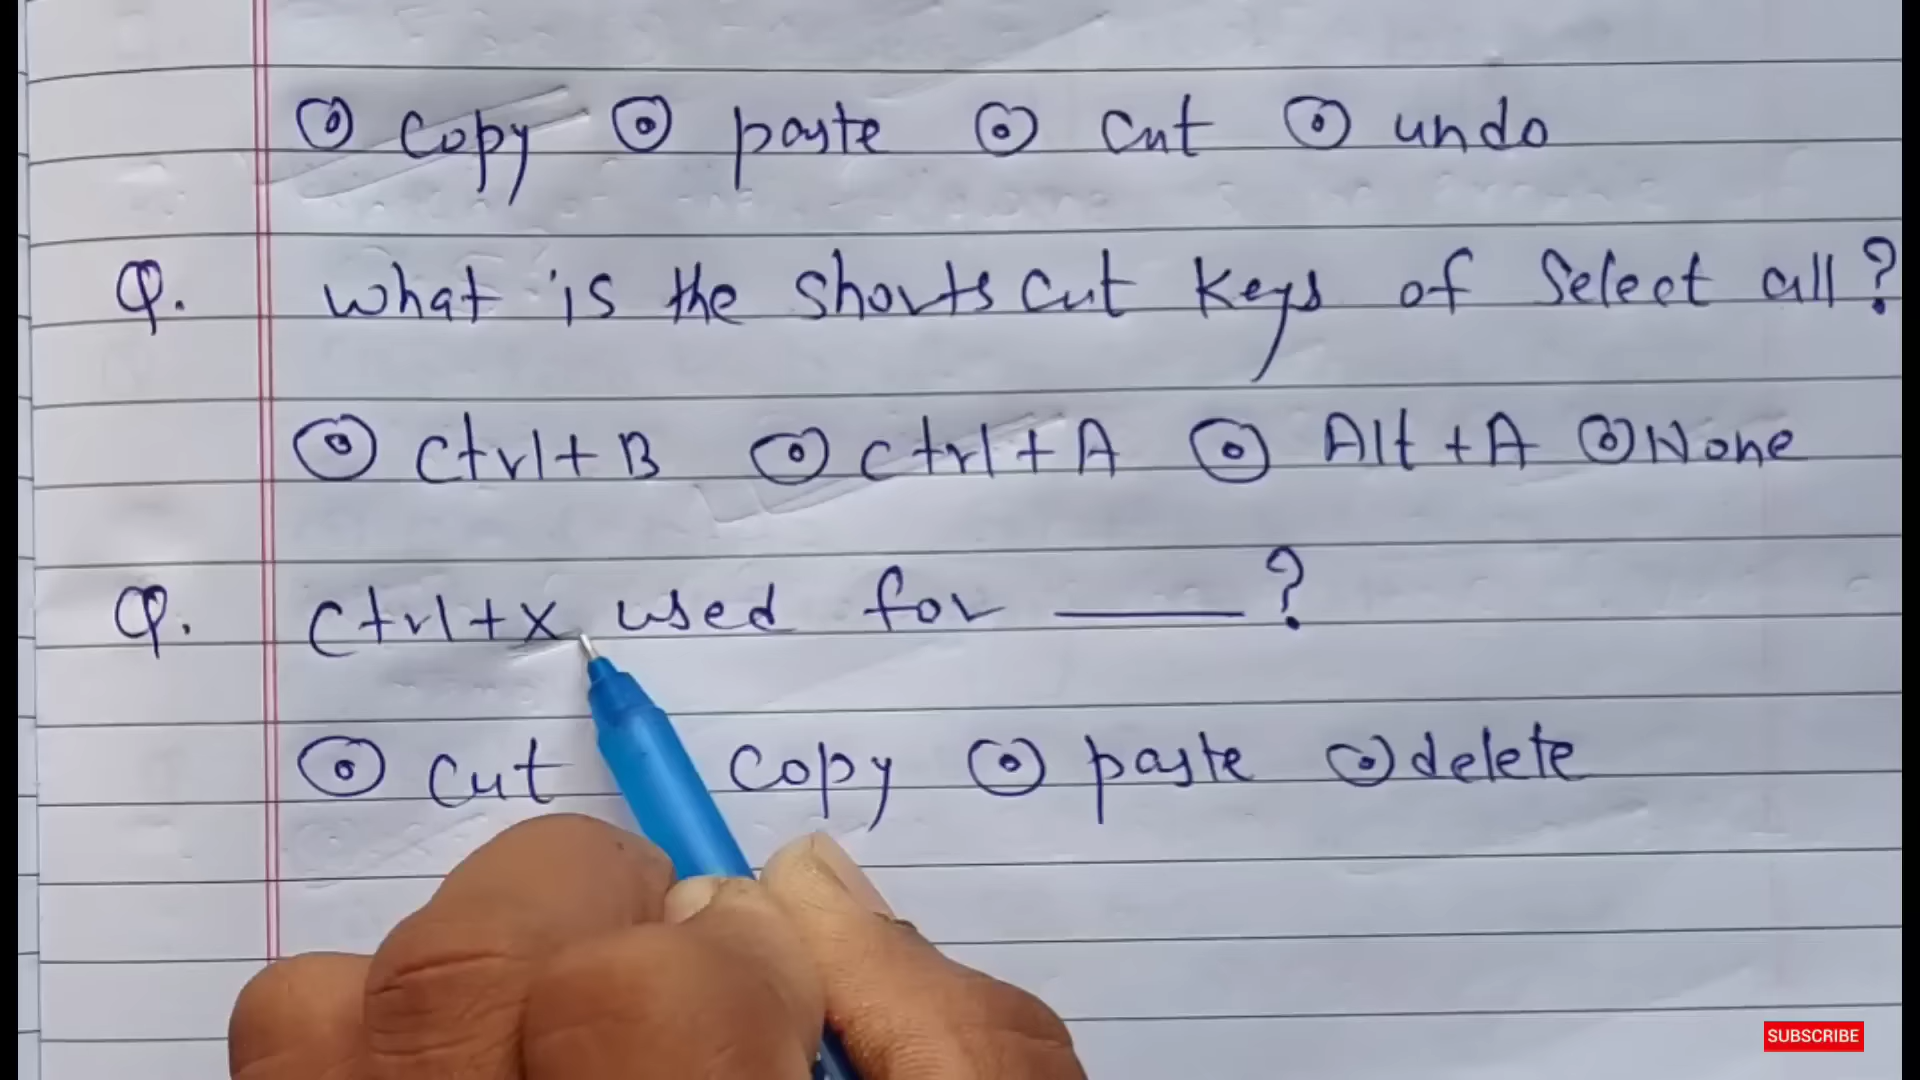 ⊙ Copy ⊙ paste ⊙ Cut ⊙ undo
Q. What is the shorts cut keys of Select all?
⊙ Ctrl+B ⊙ Ctrl+A ⊙ Alt+A ⊙ None
Q. Ctrl+X used for ____?
⊙ Cut Copy ⊙ paste ⊙ delete
SUBSCRIBE